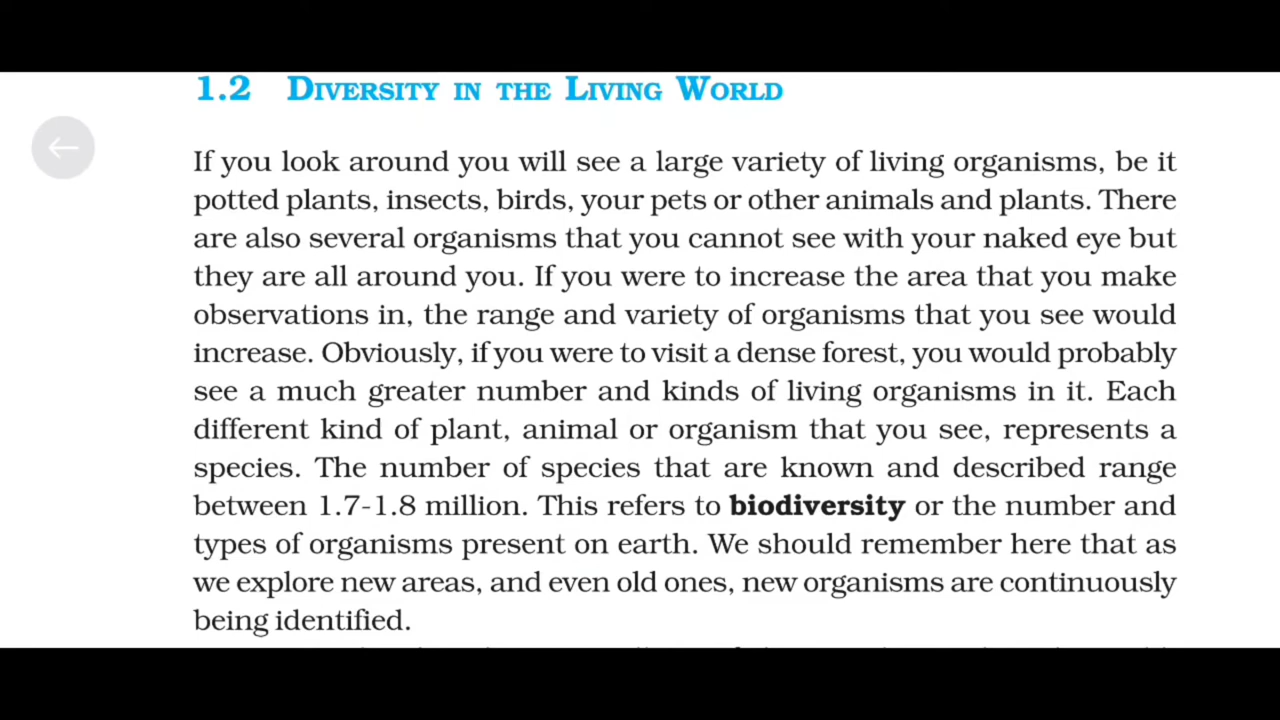 1.2 Diversity in the Living World
If you look around you will see a large variety of living organisms, be it
potted plants, insects, birds, your pets or other animals and plants. There
are also several organisms that you cannot see with your naked eye but
they are all around you. If you were to increase the area that you make
observations in, the range and variety of organisms that you see would
increase. Obviously, if you were to visit a dense forest, you would probably
see a much greater number and kinds of living organisms in it. Each
different kind of plant, animal or organism that you see, represents a
species. The number of species that are known and described range
between 1.7-1.8 million. This refers to biodiversity or the number and
types of organisms present on earth. We should remember here that as
we explore new areas, and even old ones, new organisms are continuously
being identified.